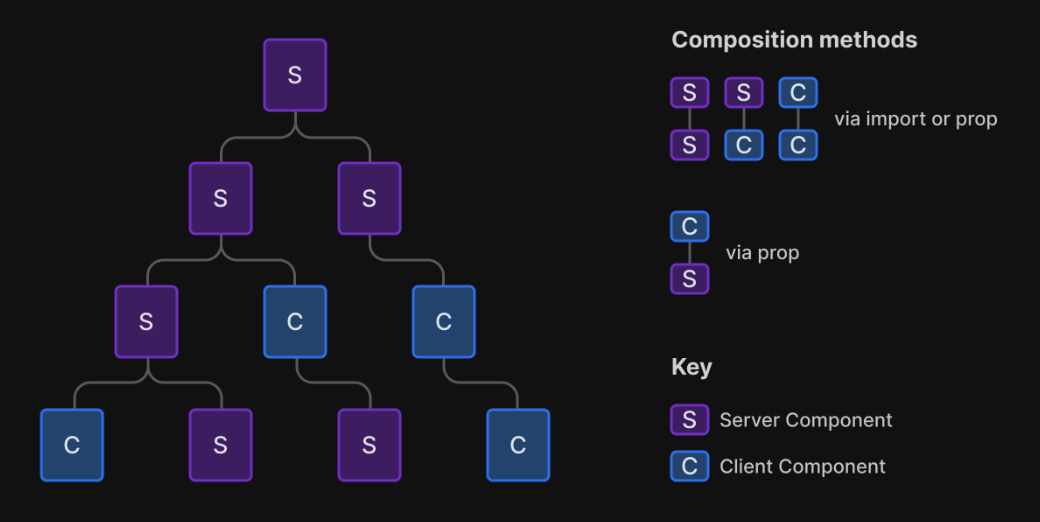 S
S S
S C C
C S S C
Composition methods
S S C
via import or prop
S C C
C
via prop
S
Key
S Server Component
C Client Component